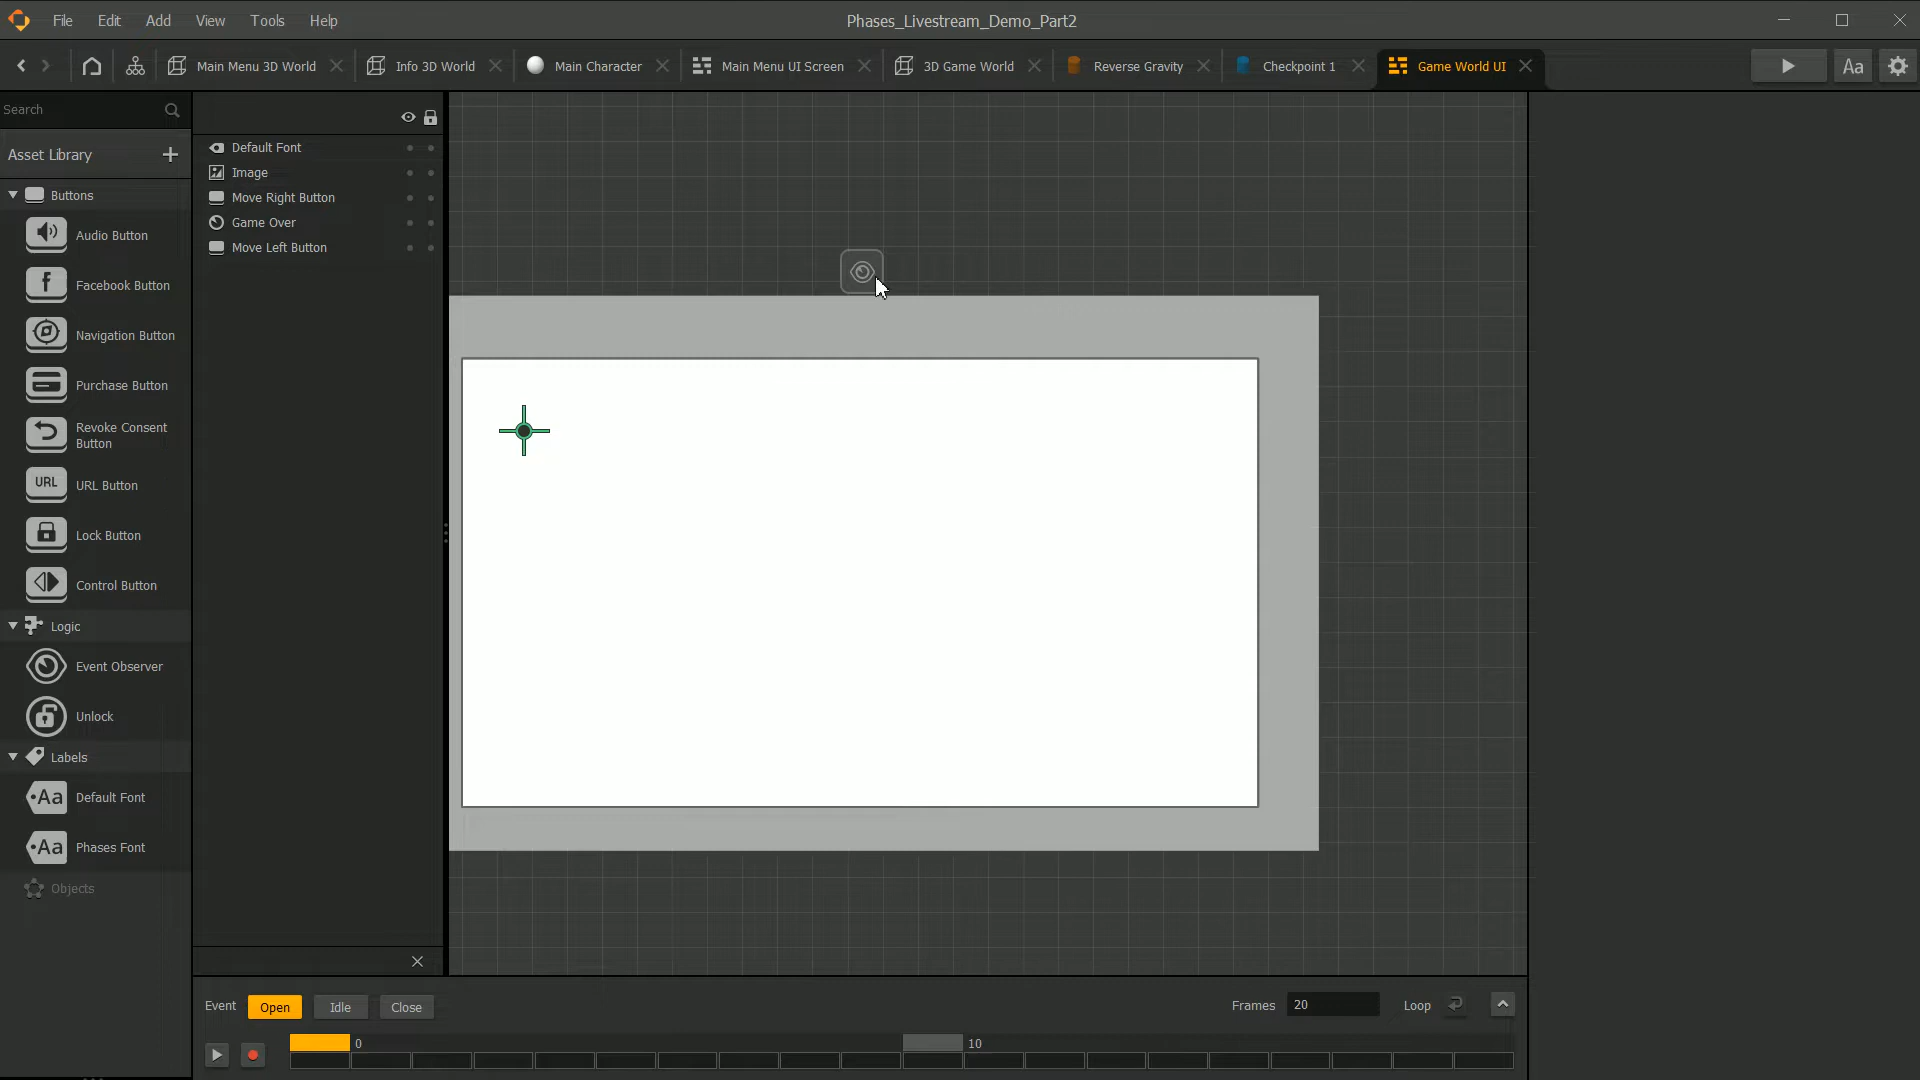 File Edit Add View Tools Help
Phases_Livestream_Demo_Part2
Main Menu 3D World
Info 3D World
Main Character
Main Menu UI Screen
3D Game World
Reverse Gravity
Checkpoint 1
Game World UI
Aa
Search
Asset Library
Buttons
Audio Button
Facebook Button
Navigation Button
Purchase Button
Revoke Consent
Button
URL
URL Button
Lock Button
Control Button
Logic
Event Observer
Unlock
Labels
Aa Default Font
Aa Phases Font
Objects
Default Font
Image
Move Right Button
Game Over
Move Left Button
Event Open Idle Close
Frames 20 Loop
0 10